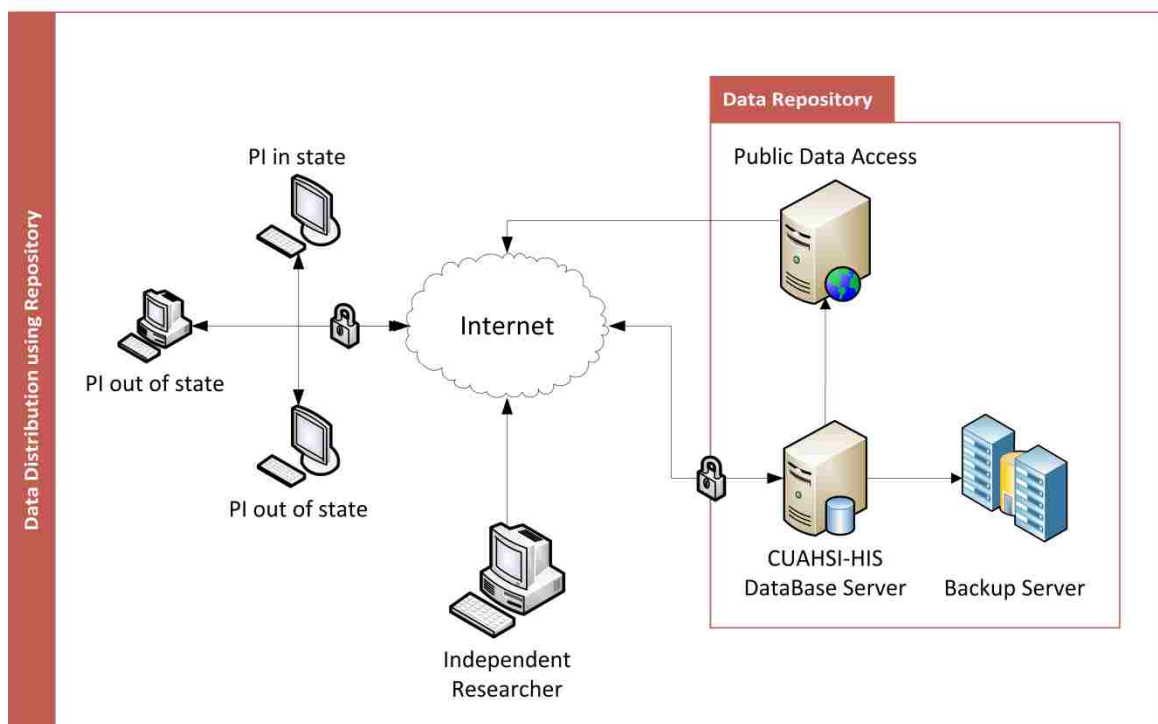 Data Distribution using Repository
Data Repository
Public Data Access
PI in state
Internet
PI out of state
PI out of state
CUAHSI-HIS
DataBase Server
Backup Server
Independent
Researcher